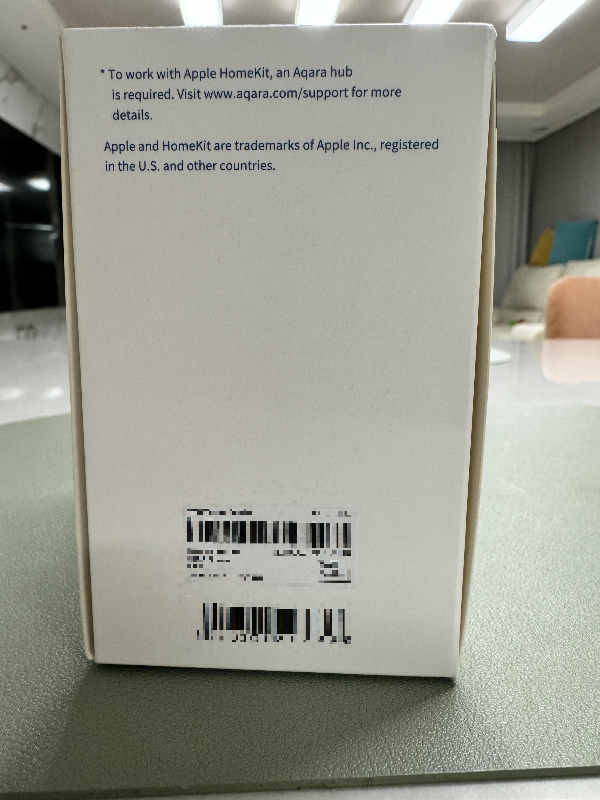 * To work with Apple HomeKit, an Aqara hub
is required. Visit www.aqara.com/support for more
details.
Apple and HomeKit are trademarks of Apple Inc., registered
in the U.S. and other countries.